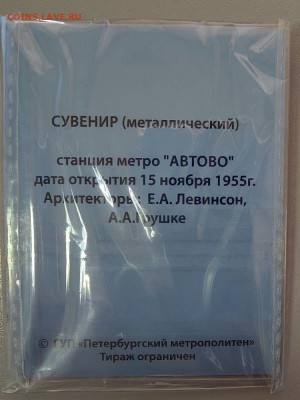 COINS.LAY.RU
СУВЕНИР (металлический)
станция метро "АВТОВО"
дата открытия 15 ноября 1955г.
Архитекторы: Е.А. Левинсон,
А.А.Грушке
© ГУП «Петербургский метрополитен»
Тираж ограничен